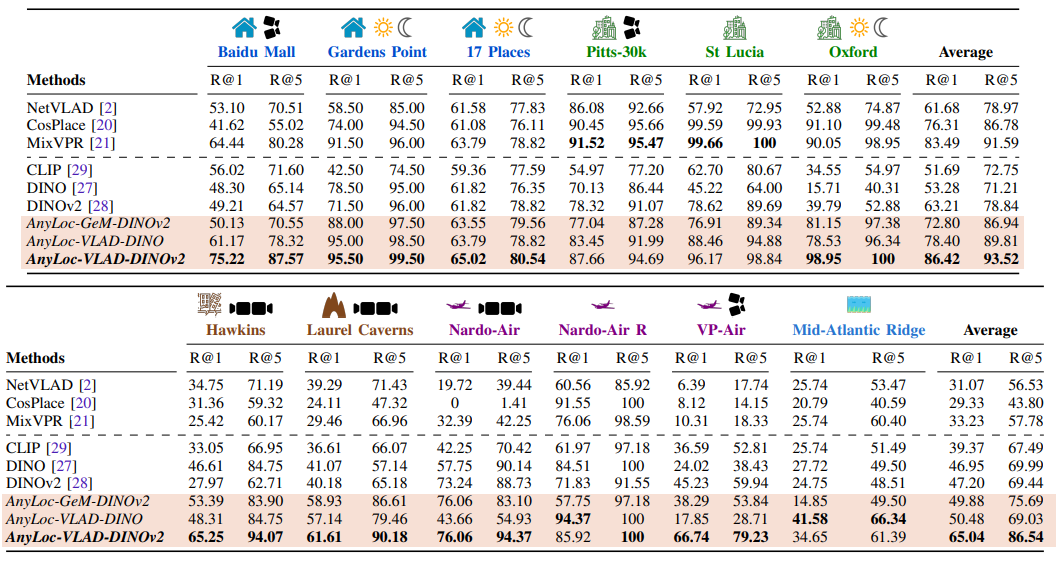 Baidu Mall Gardens Point 17 Places Pitts-30k St Lucia Oxford Average
Methods R@1 R@5 R@1 R@5 R@1 R@5 R@1 R@5 R@1 R@5 R@1 R@5 R@1 R@5
NetVLAD [2] 53.10 70.51 58.50 85.00 61.58 77.83 86.08 92.66 57.92 72.95 52.88 74.87 61.68 78.97
CosPlace [20] 41.62 55.02 74.00 94.50 61.08 76.11 90.45 95.66 99.59 99.93 91.10 99.48 76.31 86.78
MixVPR [21] 64.44 80.28 91.50 96.00 63.79 78.82 91.52 95.47 99.66 100 90.05 98.95 83.49 91.59
CLIP [29] 56.02 71.60 42.50 74.50 59.36 77.59 54.97 77.20 62.70 80.67 34.55 54.97 51.69 72.75
DINO [27] 48.30 65.14 78.50 95.00 61.82 76.35 70.13 86.44 45.22 64.00 15.71 40.31 53.28 71.21
DINOv2 [28] 49.21 64.57 71.50 96.00 61.82 78.82 78.32 91.07 78.62 89.69 39.79 52.88 63.21 78.84
AnyLoc-GeM-DINOv2 50.13 70.55 88.00 97.50 63.55 79.56 77.04 87.28 76.91 89.34 81.15 97.38 72.80 86.94
AnyLoc-VLAD-DINO 61.17 78.32 95.00 98.50 63.79 78.82 83.45 91.99 88.46 94.88 78.53 96.34 78.40 89.81
AnyLoc-VLAD-DINOv2 75.22 87.57 95.50 99.50 65.02 80.54 87.66 94.69 96.17 98.84 98.95 100 86.42 93.52
Hawkins Laurel Caverns Nardo-Air Nardo-Air R VP-Air Mid-Atlantic Ridge Average
Methods R@1 R@5 R@1 R@5 R@1 R@5 R@1 R@5 R@1 R@5 R@1 R@5 R@1 R@5
NetVLAD [2] 34.75 71.19 39.29 71.43 19.72 39.44 60.56 85.92 6.39 17.74 25.74 53.47 31.07 56.53
CosPlace [20] 31.36 59.32 24.11 47.32 0 1.41 91.55 100 8.12 14.15 20.79 40.59 29.33 43.80
MixVPR [21] 25.42 60.17 29.46 66.96 32.39 42.25 76.06 98.59 10.31 18.33 25.74 60.40 33.23 57.78
CLIP [29] 33.05 66.95 36.61 66.07 42.25 70.42 61.97 97.18 36.59 52.81 25.74 51.49 39.37 67.49
DINO [27] 46.61 84.75 41.07 57.14 57.75 90.14 84.51 100 24.02 38.43 27.72 49.50 46.95 69.99
DINOv2 [28] 27.97 62.71 40.18 65.18 73.24 88.73 71.83 91.55 45.23 59.94 24.75 48.51 47.20 69.44
AnyLoc-GeM-DINOv2 53.39 83.90 58.93 86.61 76.06 83.10 57.75 97.18 38.29 53.84 14.85 49.50 49.88 75.69
AnyLoc-VLAD-DINO 48.31 84.75 57.14 79.46 43.66 54.93 94.37 100 17.85 28.71 41.58 66.34 50.48 69.03
AnyLoc-VLAD-DINOv2 65.25 94.07 61.61 90.18 76.06 94.37 85.92 100 66.74 79.23 34.65 61.39 65.04 86.54